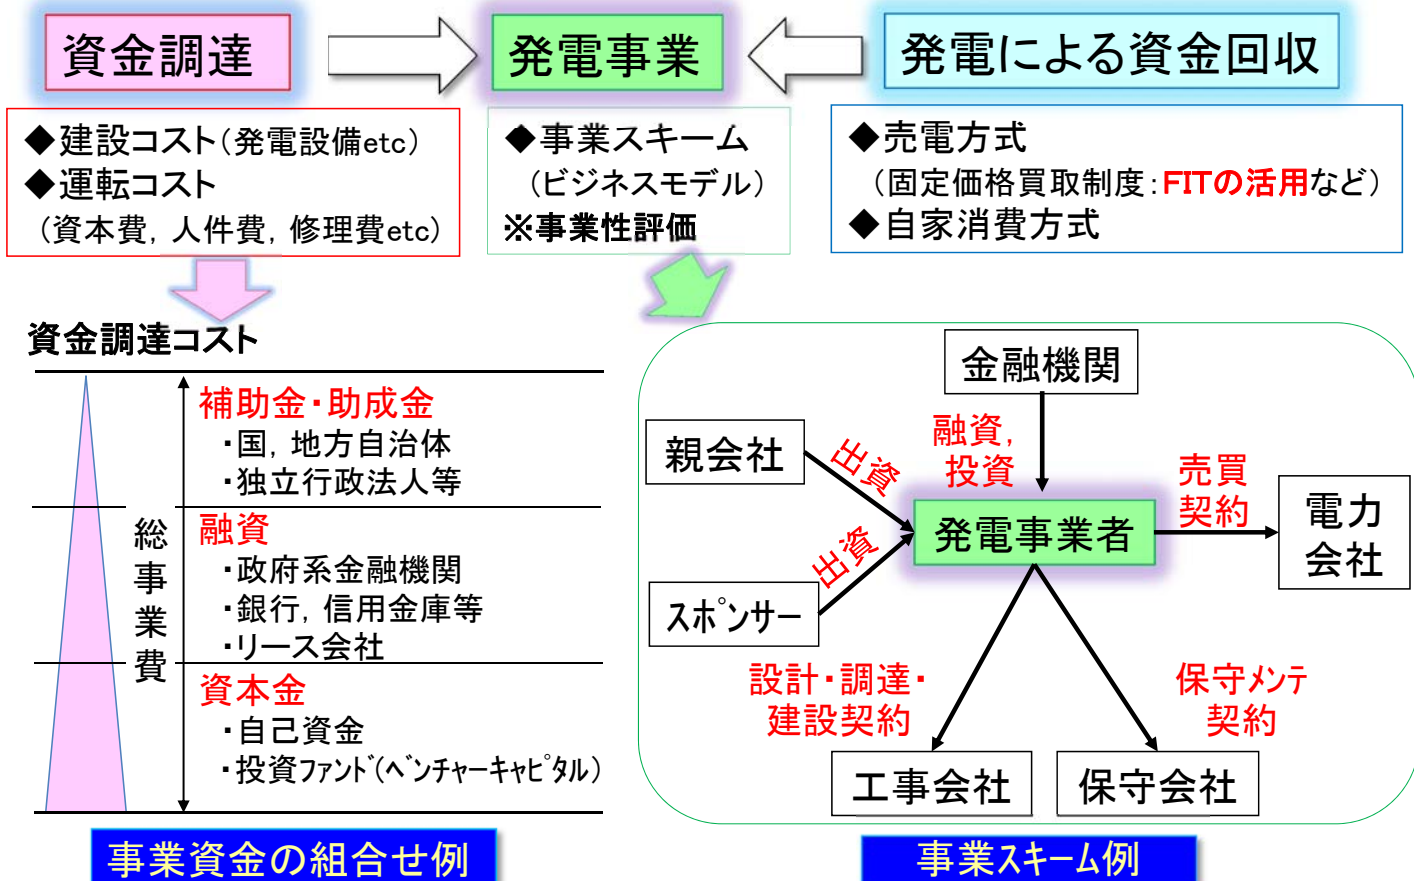 資金調達
発電事業
発電による資金回収
◆建設コスト(発電設備etc)
◆運転コスト
(資本費, 人件費, 修理費etc)
◆事業スキーム
(ビジネスモデル)
※事業性評価
◆売電方式
(固定価格買取制度:FITの活用など)
◆自家消費方式
資金調達コスト
総事業費
補助金・助成金
・国, 地方自治体
・独立行政法人等
融資
・政府系金融機関
・銀行, 信用金庫等
・リース会社
資本金
・自己資金
・投資ﾌｧﾝﾄﾞ(ﾍﾞﾝﾁｬｰｷｬﾋﾟﾀﾙ)
事業資金の組合せ例
金融機関
融資,
投資
親会社
出資
スポンサー
出資
発電事業者
売買
契約
電力
会社
設計・調達・
建設契約
保守ﾒﾝﾃ
契約
工事会社
保守会社
事業ｽｷｰﾑ例